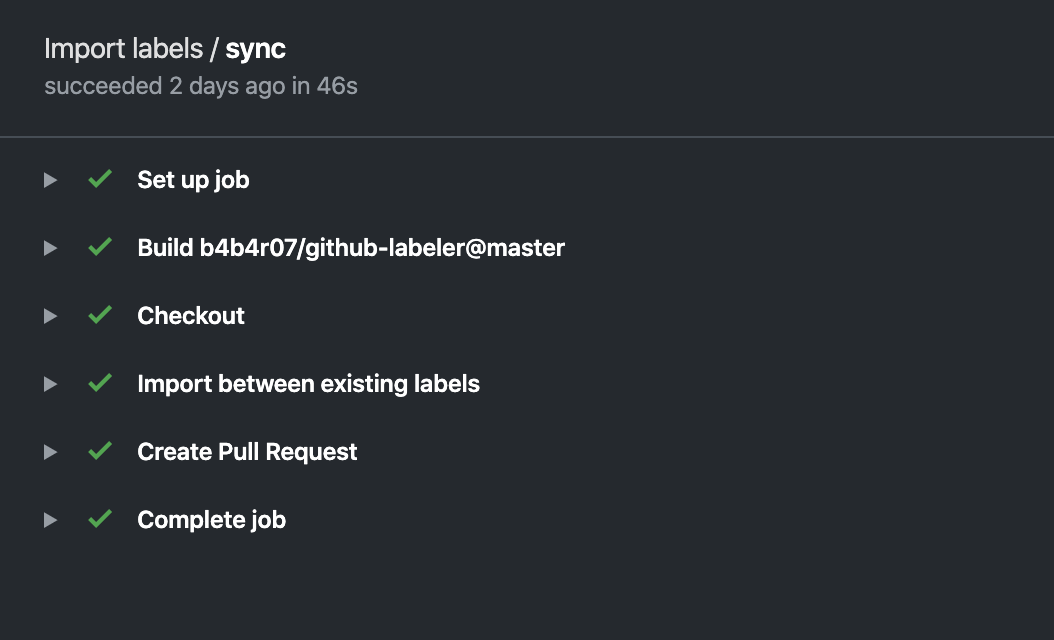 Import labels / sync
succeeded 2 days ago in 46s
Set up job
Build b4b4r07/github-labeler@master
Checkout
Import between existing labels
Create Pull Request
Complete job